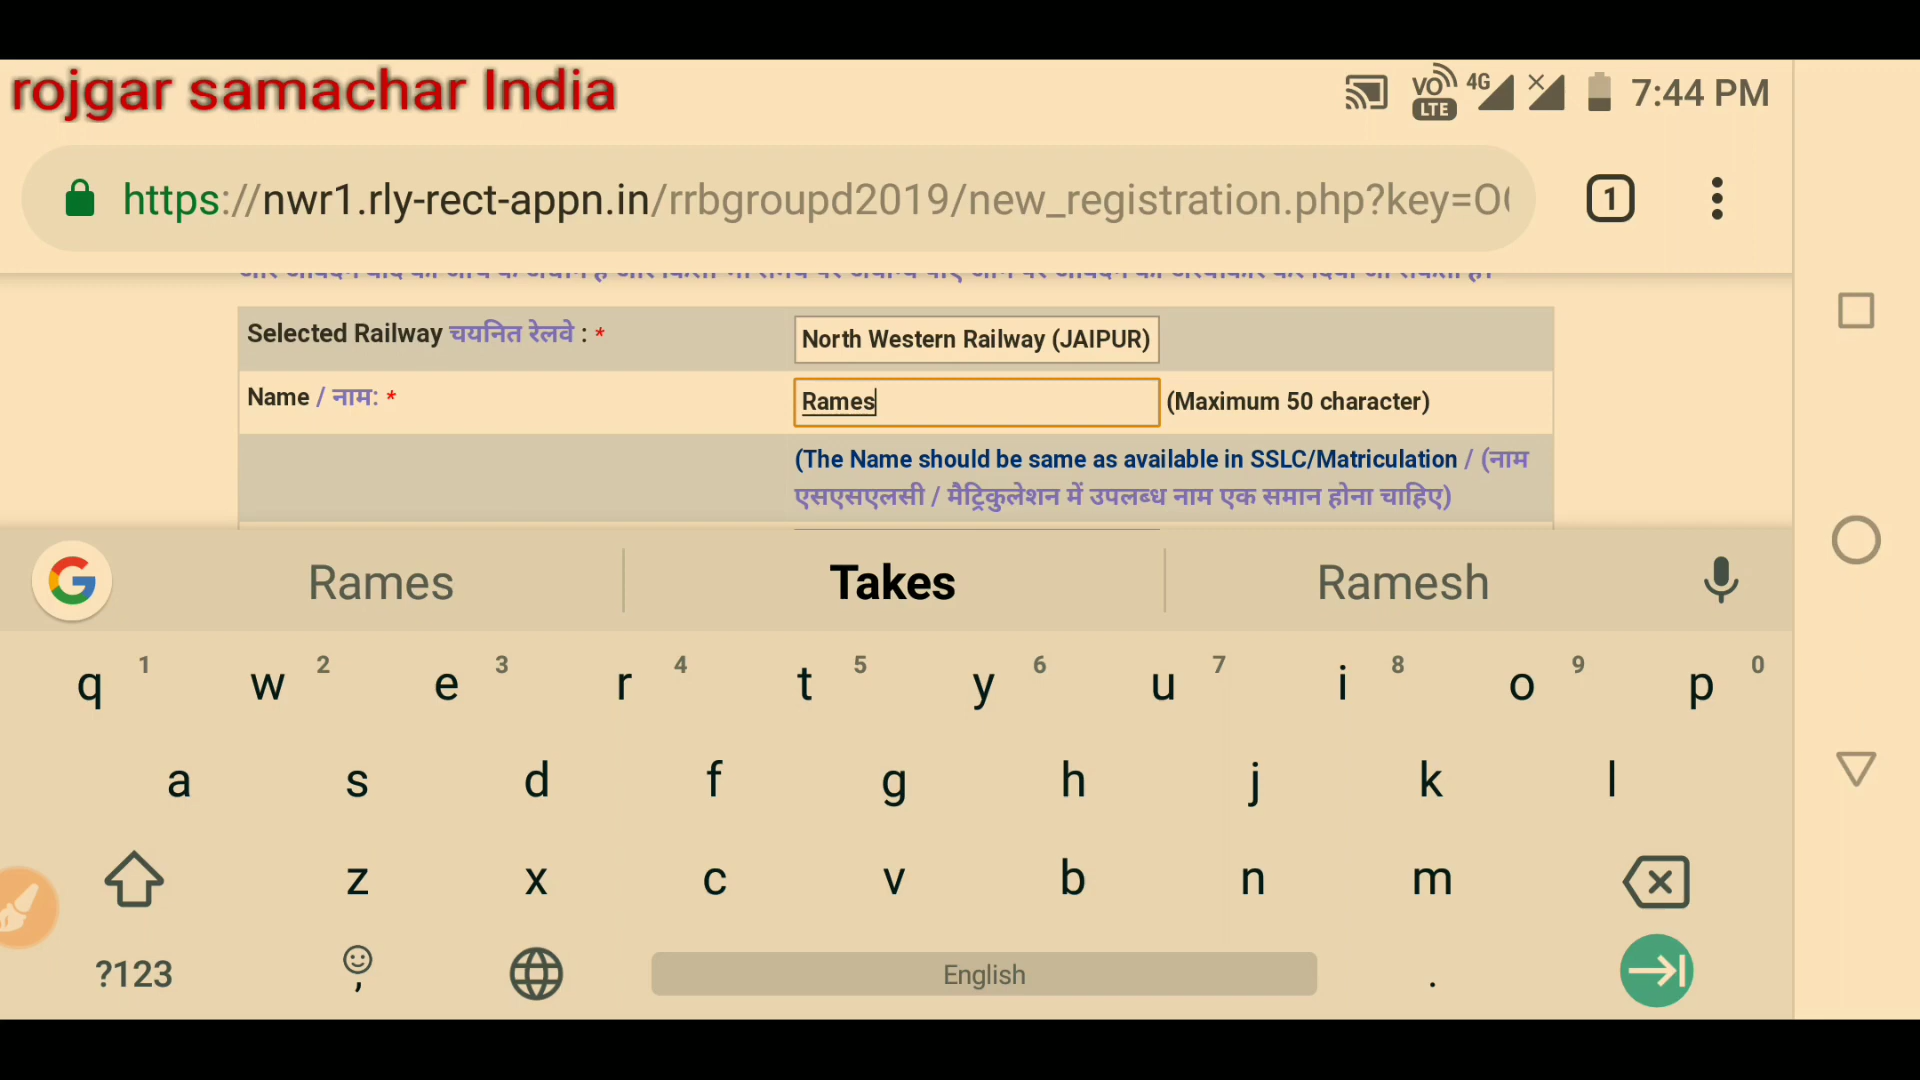 rojgar samachar India
VO LTE 4G 7:44 PM
https://nwr1.rly-rect-appn.in/rrbgroupd2019/new_registration.php?key=O
1
Selected Railway चयनित रेलवे : *
North Western Railway (JAIPUR)
Name / नाम: *
Rames
(Maximum 50 character)
(The Name should be same as available in SSLC/Matriculation / (नाम
एसएसएलसी / मैट्रिकुलेशन में उपलब्ध नाम एक समान होना चाहिए)
Rames Takes Ramesh
q 1 w 2 e 3 r 4 t 5 y 6 u 7 i 8 o 9 p 0
a s d f g h j k l
z x c v b n m
?123 , English .